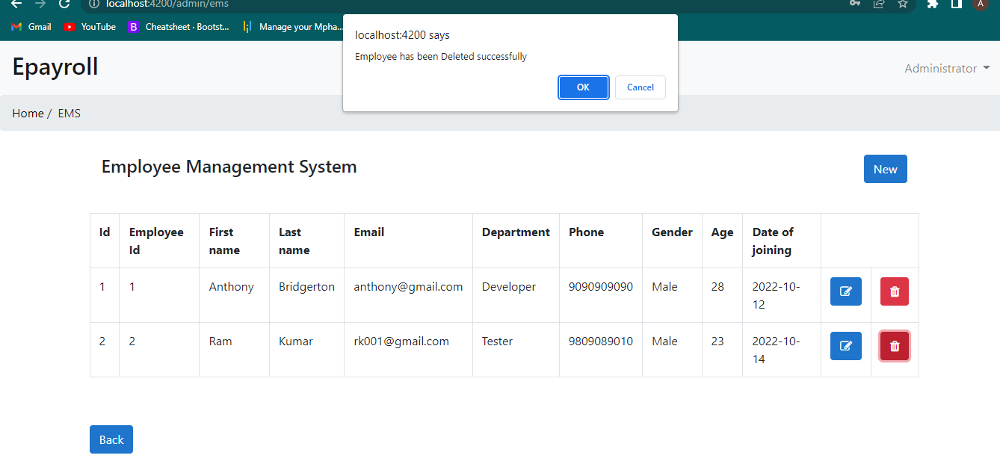 localhost:4200/admin/ems
A
Gmail
YouTube
B
Cheatsheet · Bootst...
Manage your Mpha...
localhost:4200 says
Employee has been Deleted successfully
OK
Cancel
Epayroll
Administrator
Home / EMS
Employee Management System
New
Id Employee Id First name Last name Email Department Phone Gender Age Date of joining
1 1 Anthony Bridgerton anthony@gmail.com Developer 9090909090 Male 28 2022-10-12
2 2 Ram Kumar rk001@gmail.com Tester 9809089010 Male 23 2022-10-14
Back